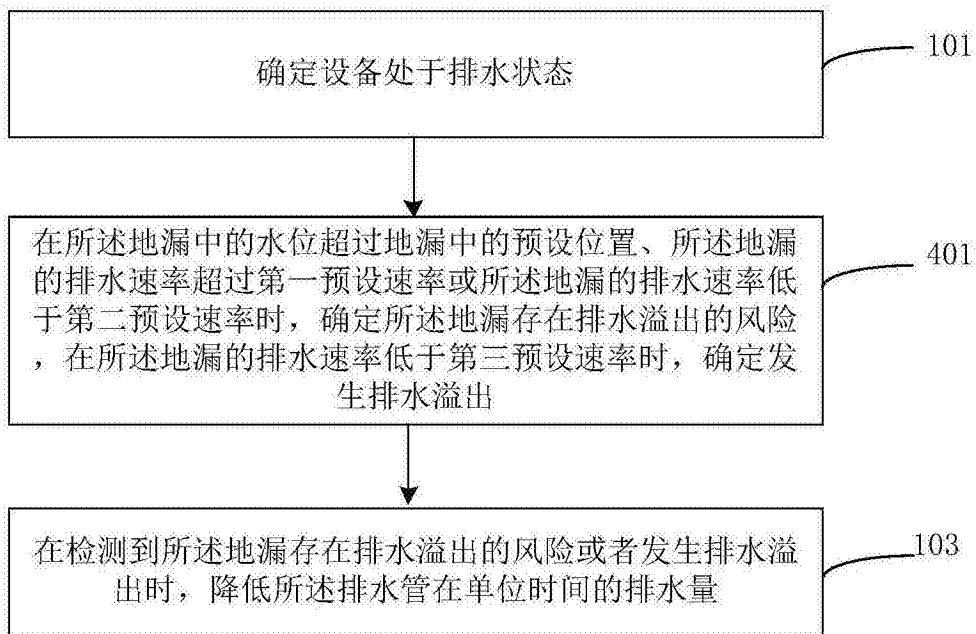 确定设备处于排水状态
101
在所述地漏中的水位超过地漏中的预设位置、所述地漏
的排水速率超过第一预设速率或所述地漏的排水速率低
于第二预设速率时，确定所述地漏存在排水溢出的风险
，在所述地漏的排水速率低于第三预设速率时，确定发
生排水溢出
401
在检测到所述地漏存在排水溢出的风险或者发生排水溢
出时，降低所述排水管在单位时间的排水量
103